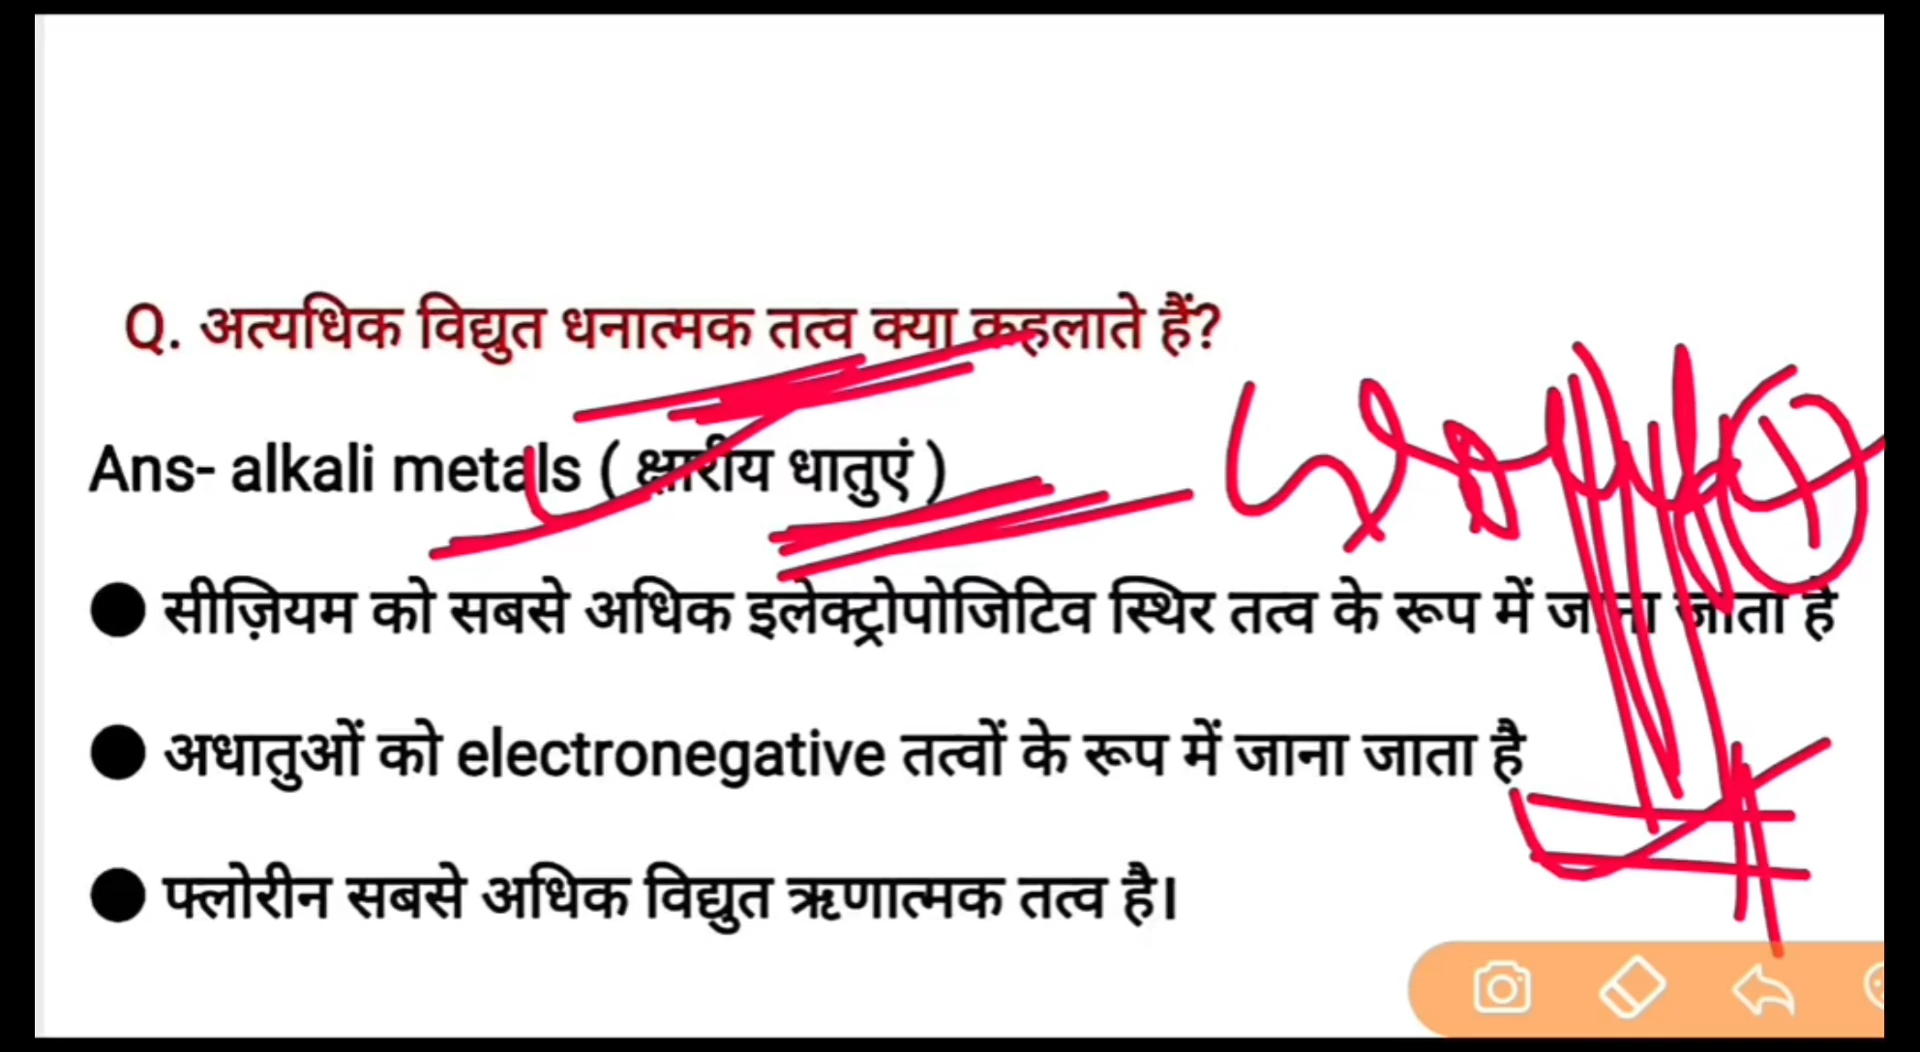 Q. अत्यधिक विद्युत धनात्मक तत्व क्या कहलाते हैं?
Ans- alkali metals ( क्षारीय धातुएं )
● सीज़ियम को सबसे अधिक इलेक्ट्रोपोजिटिव स्थिर तत्व के रूप में जाना जाता है
● अधातुओं को electronegative तत्वों के रूप में जाना जाता है
● फ्लोरीन सबसे अधिक विद्युत ऋणात्मक तत्व है।